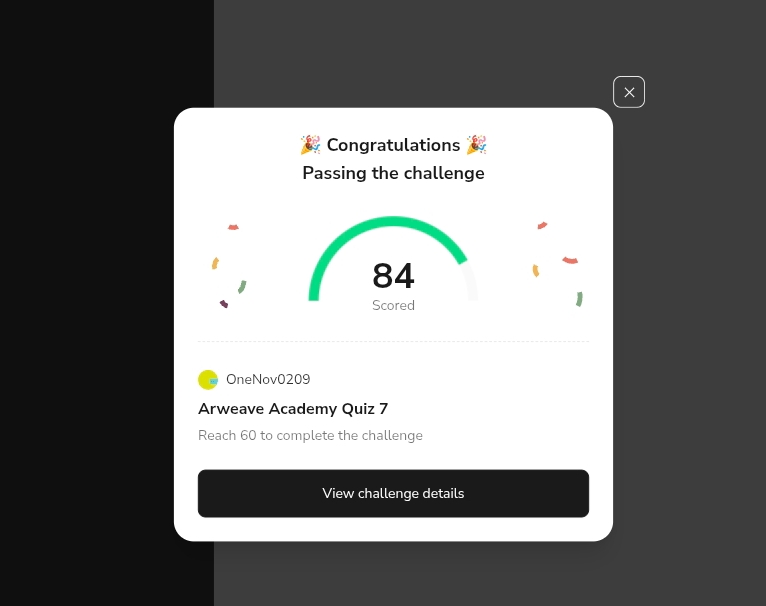 🎉 Congratulations 🎉
Passing the challenge
84
Scored
OneNov0209
Arweave Academy Quiz 7
Reach 60 to complete the challenge
View challenge details